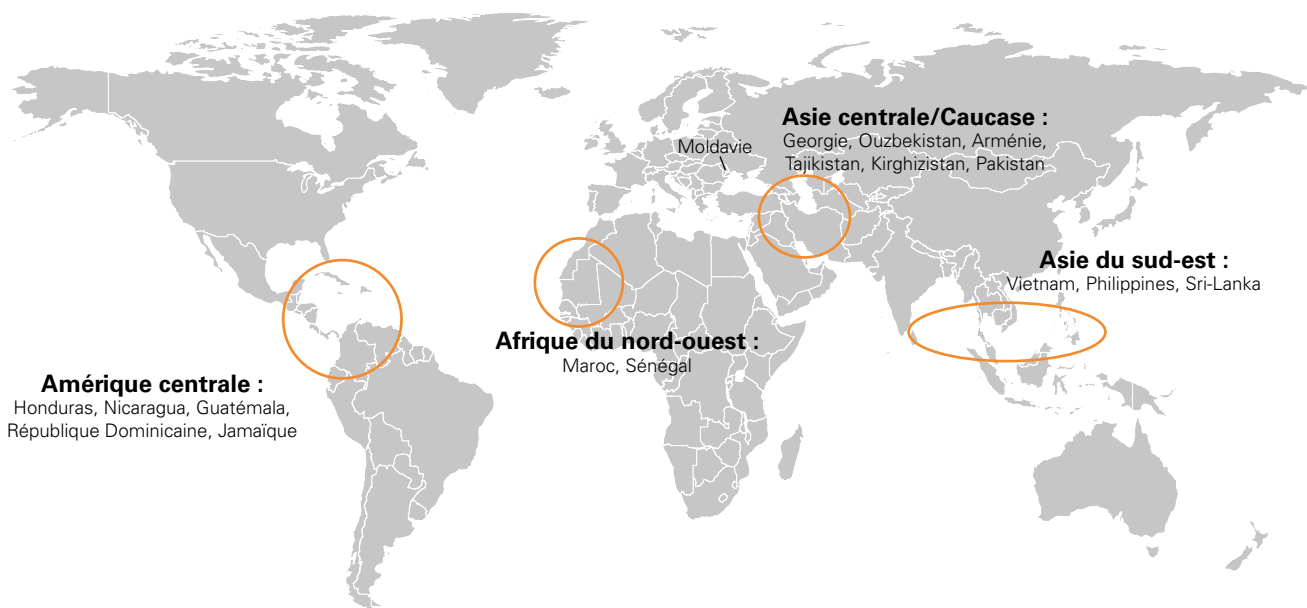 Asie centrale/Caucase :
Georgie, Ouzbekistan, Arménie,
Tajikistan, Kirghizistan, Pakistan
Moldavie
Asie du sud-est :
Vietnam, Philippines, Sri-Lanka
Afrique du nord-ouest :
Maroc, Sénégal
Amérique centrale :
Honduras, Nicaragua, Guatémala,
République Dominicaine, Jamaïque